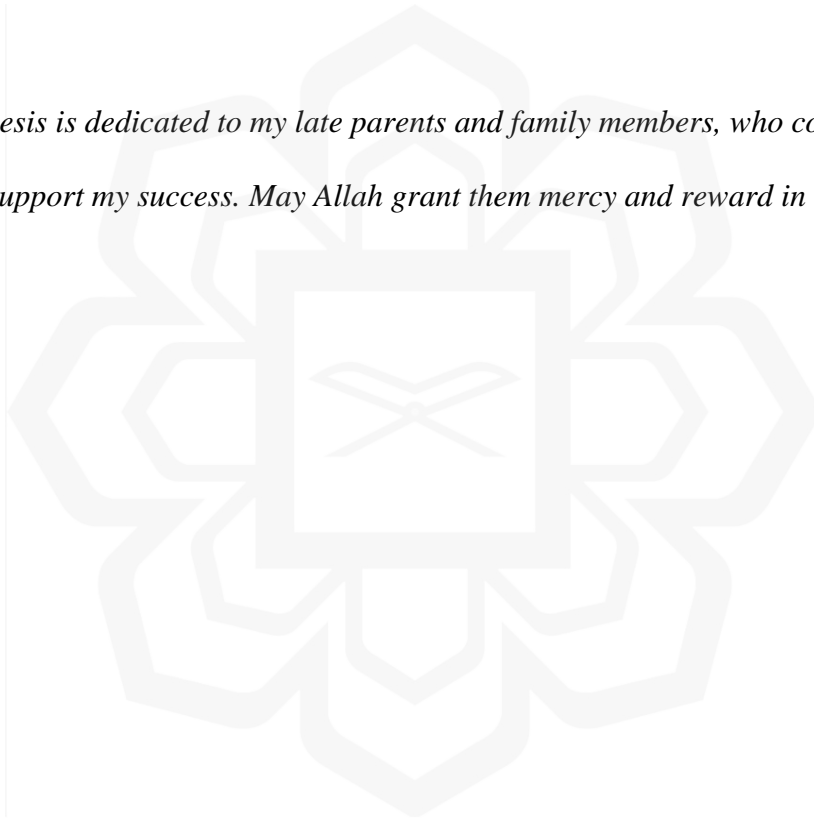 esis is dedicated to my late parents and family members, who co
upport my success. May Allah grant them mercy and reward in